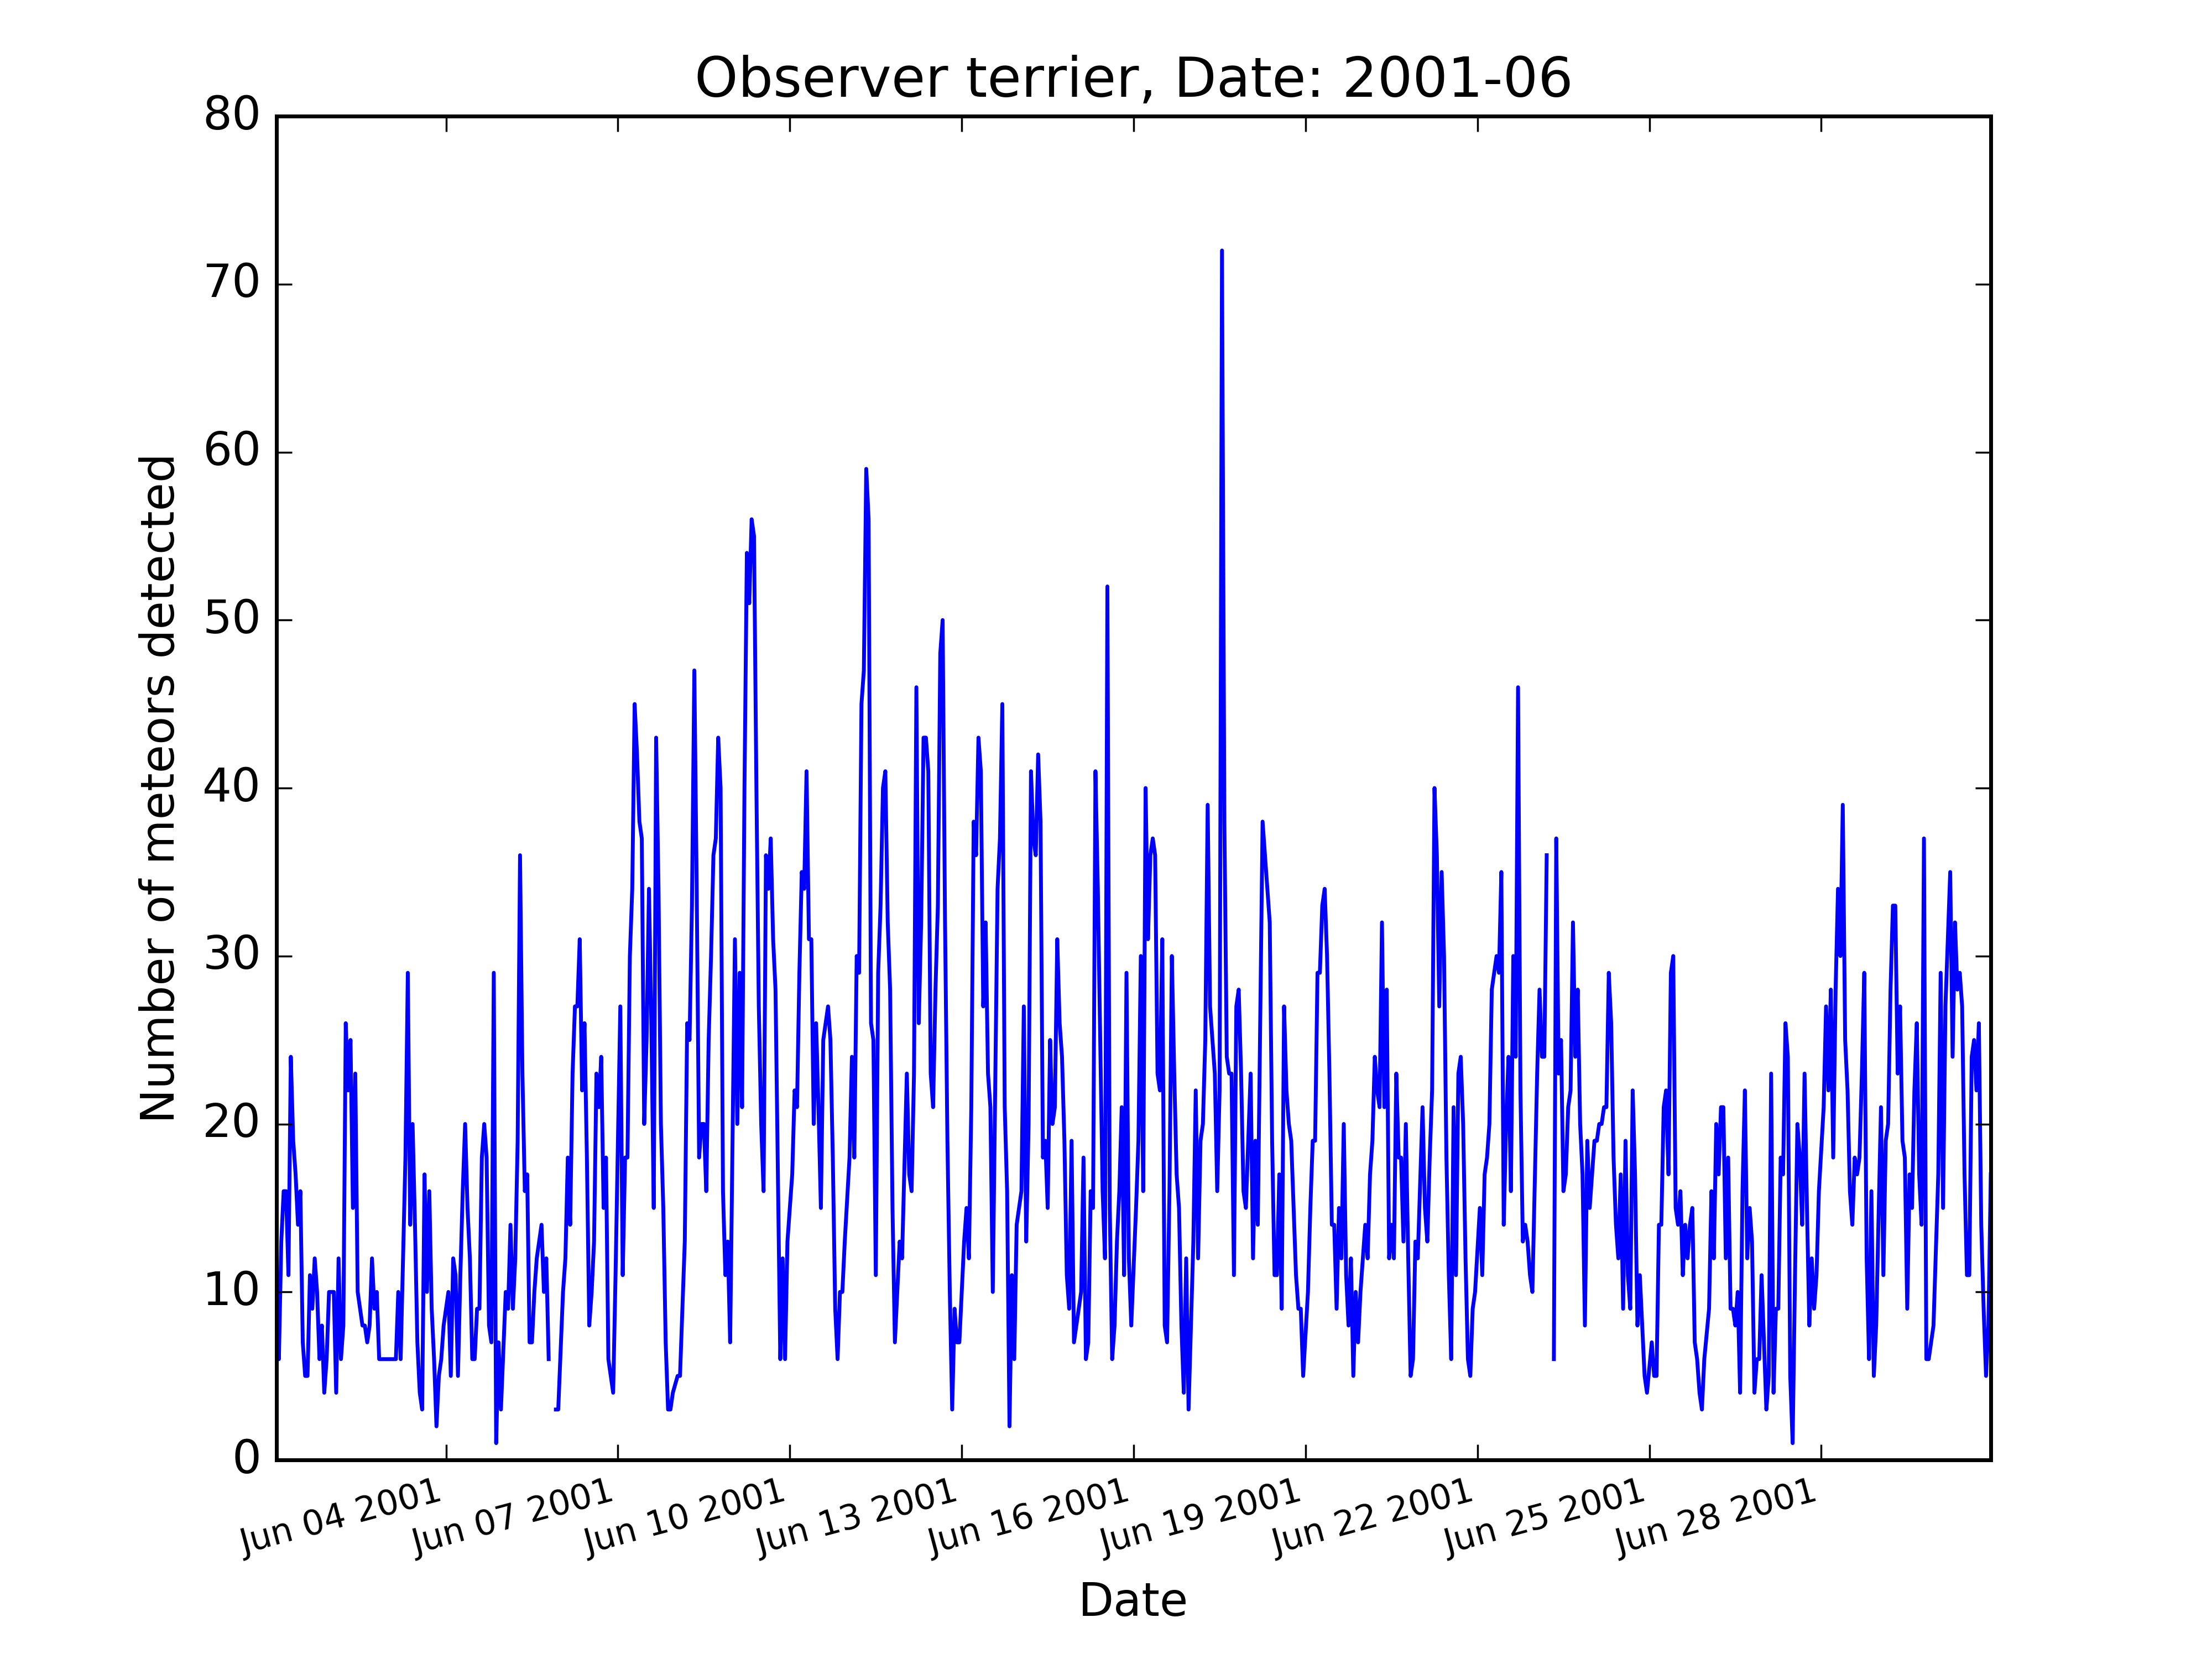 Observer terrier, Date: 2001-06
80
70
60
50
40
30
20
10
0
Number of meteors detected
Jun 04 2001
Jun 07 2001
Jun 10 2001
Jun 13 2001
Jun 16 2001
Jun 19 2001
Jun 22 2001
Jun 25 2001
Jun 28 2001
Date